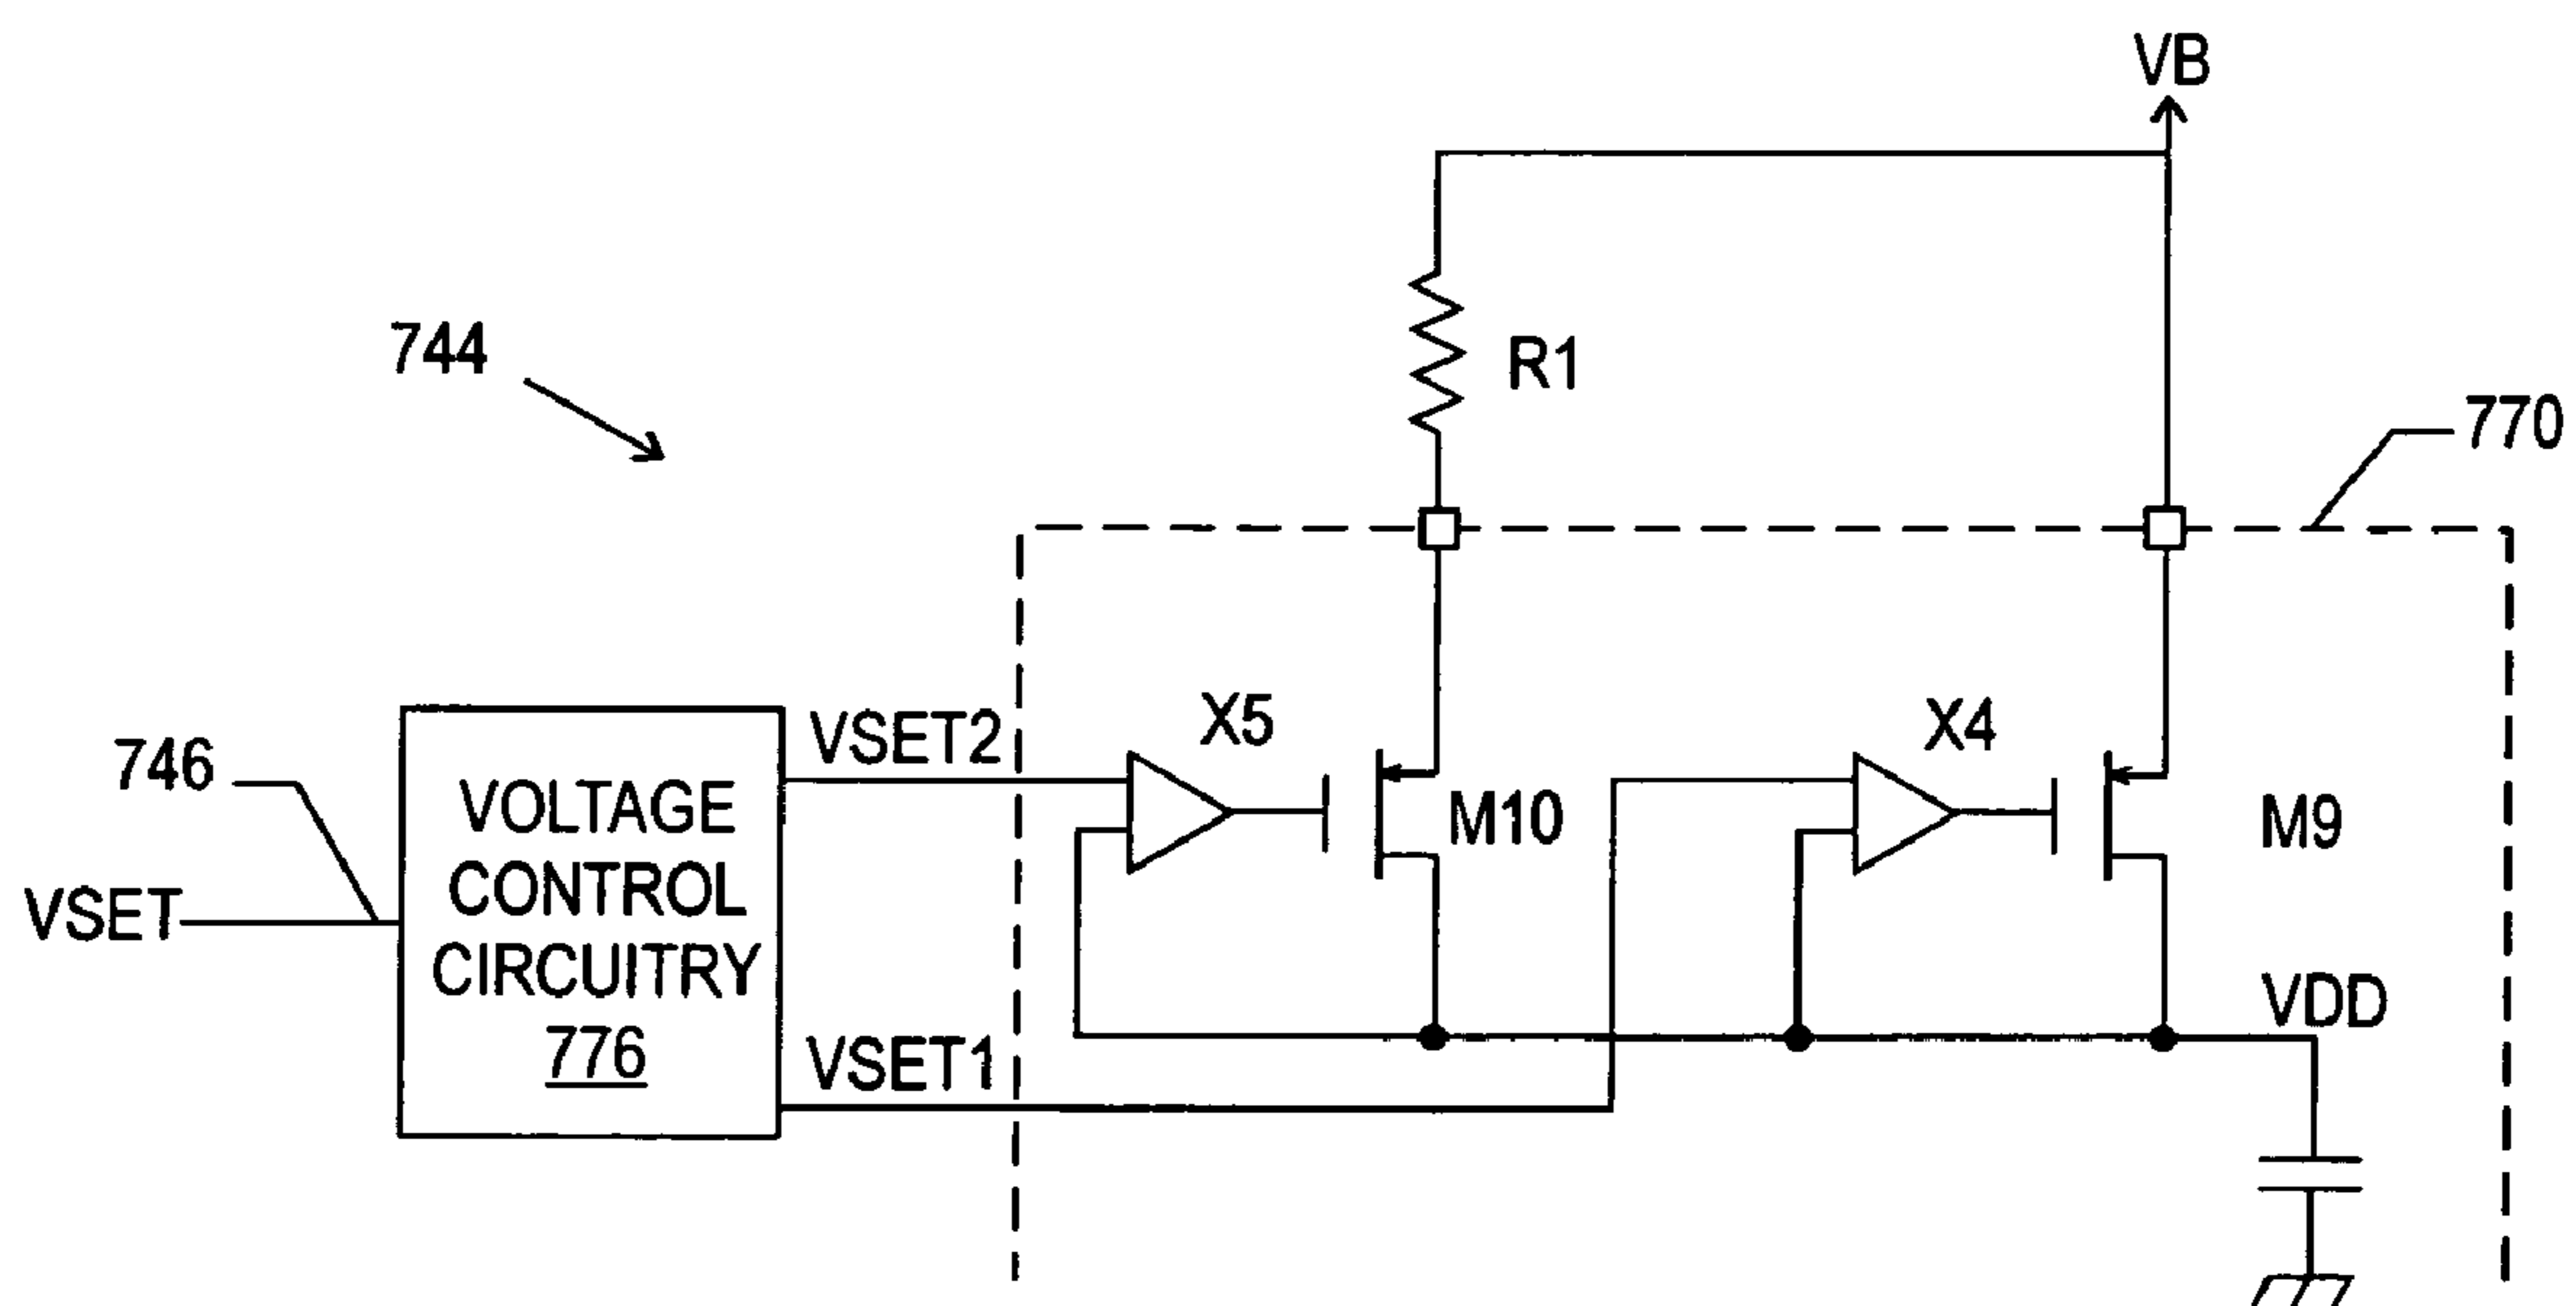 VB
744
R1
770
X5
X4
VSET2
746
VOLTAGE
CONTROL
CIRCUITRY
776
M10
M9
VSET
VDD
VSET1